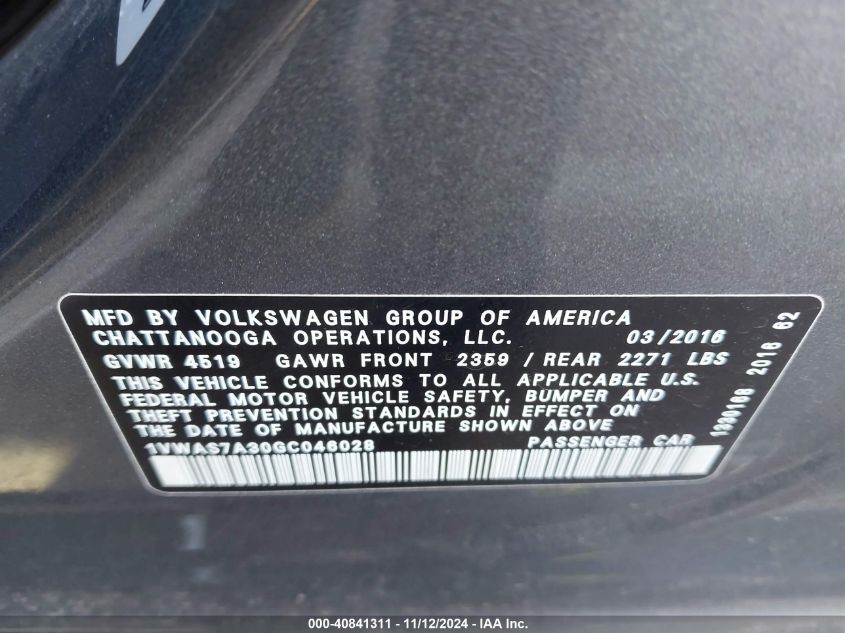 MFD BY VOLKSWAGEN GROUP OF AMERICA
CHATTANOOGA OPERATIONS, LLC. 03/2016
GVWR 4519 GAWR FRONT 2359 / REAR 2271 LBS
THIS VEHICLE CONFORMS TO ALL APPLICABLE U.S.
FEDERAL MOTOR VEHICLE SAFETY, BUMPER AND
THEFT PREVENTION STANDARDS IN EFFECT ON
THE DATE OF MANUFACTURE SHOWN ABOVE
1VWAS7A30GC046028 PASSENGER CAR
2016 62
000-40841311 - 11/12/2024 - IAA Inc.